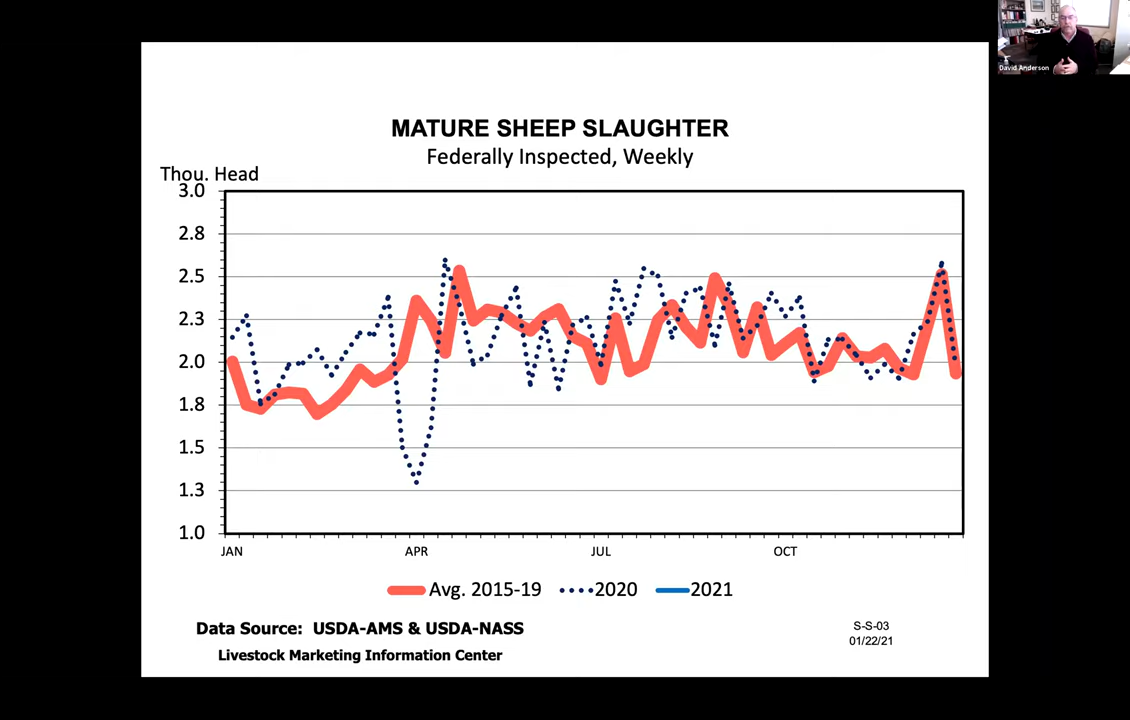 David Anderson
MATURE SHEEP SLAUGHTER
Federally Inspected, Weekly
Thou. Head
3.0
2.8
2.5
2.3
2.0
1.8
1.5
1.3
1.0
JAN APR JUL OCT
Avg. 2015-19 2020 2021
Data Source: USDA-AMS & USDA-NASS
Livestock Marketing Information Center
S-S-03
01/22/21